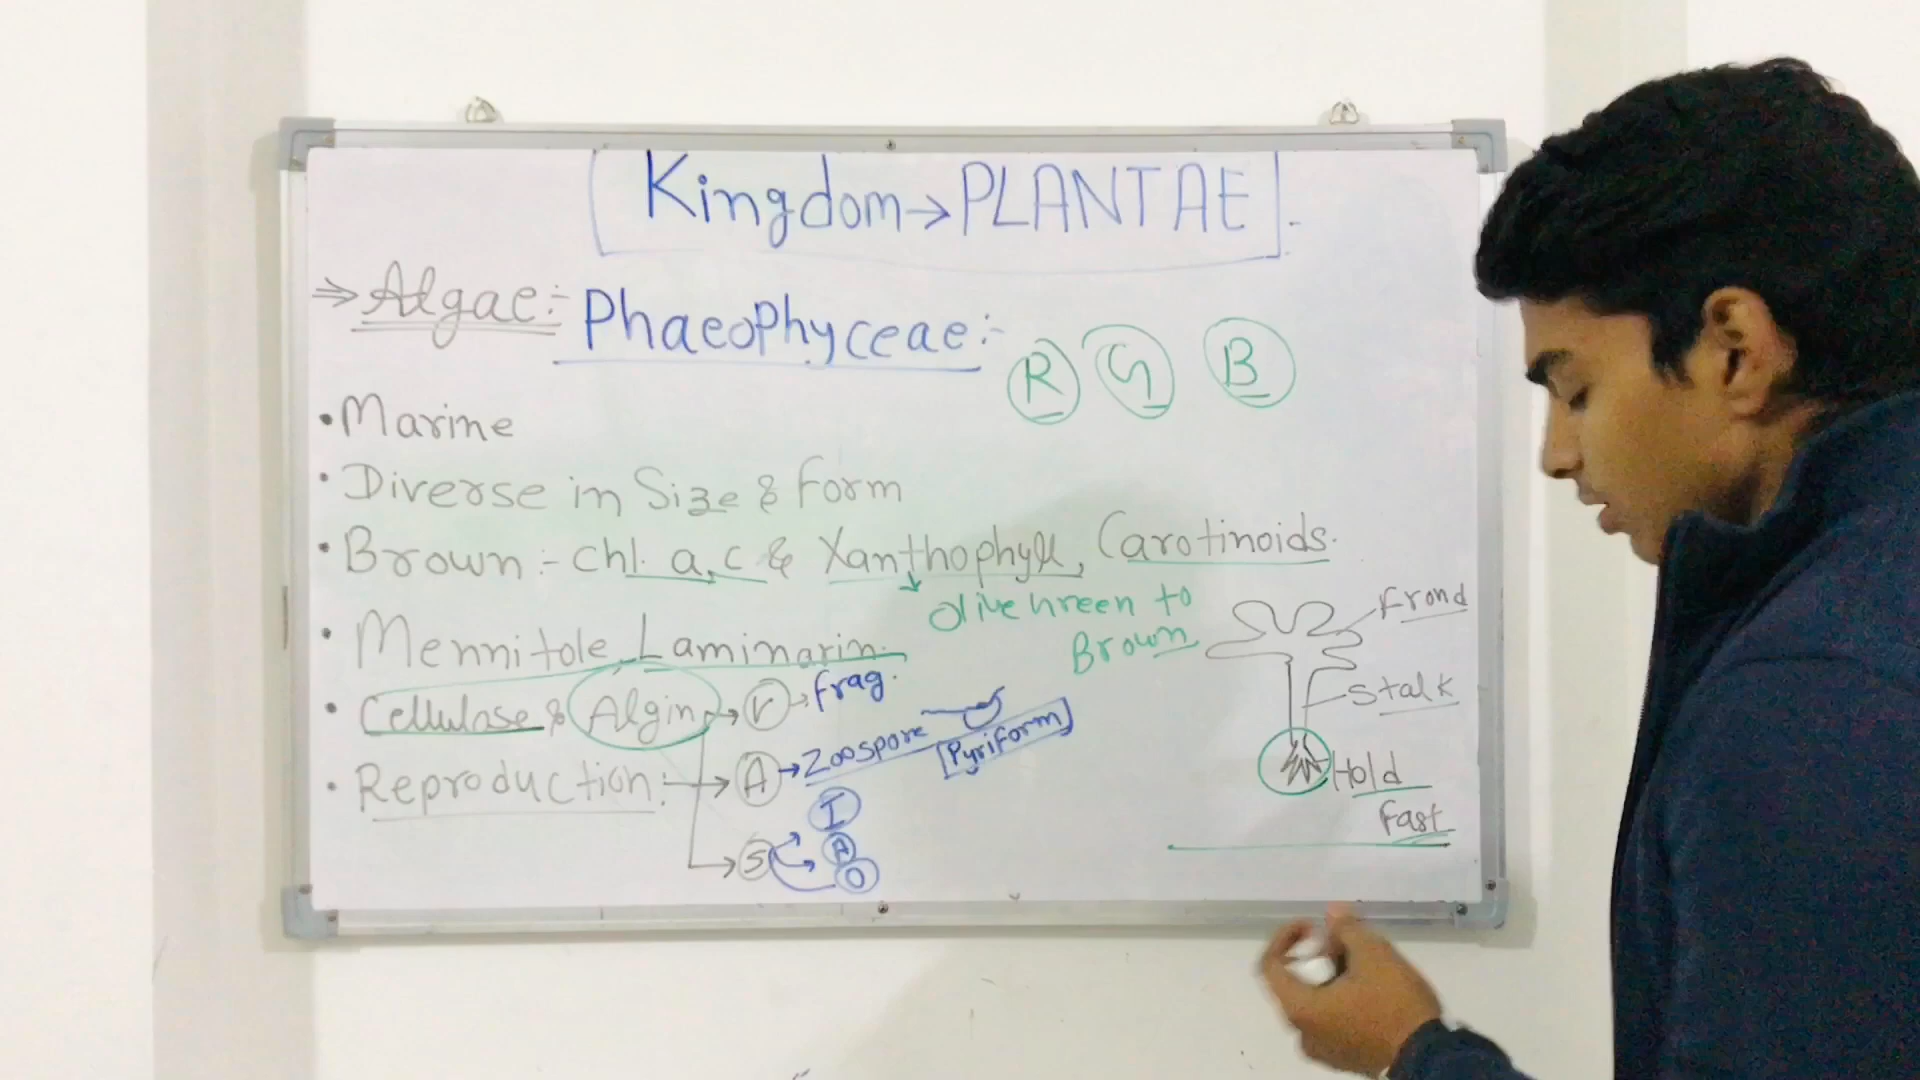 Kingdom → PLANTAE
⇒ Algae:- Phaeophyceae:-
R G B
• Marine
• Diverse in Size & Form
• Brown :- Chl. a, c & Xanthophyll, Carotinoids.
Olive Green to
Brown
• Mennitole, Laminarin.
• Cellulase & Algin
• Reproduction :-
V → frag.
A → Zoospore
[Pyriform]
S
I
A
O
Frond
Stalk
Hold
Fast